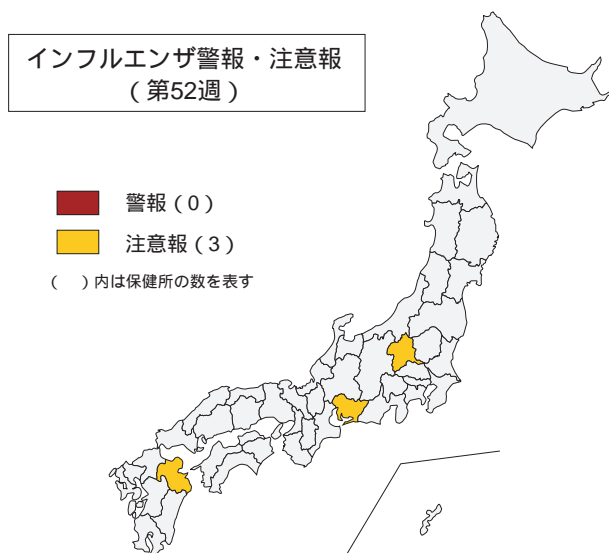 インフルエンザ警報・注意報
(第52週)
警報(0)
注意報(3)
( )内は保健所の数を表す